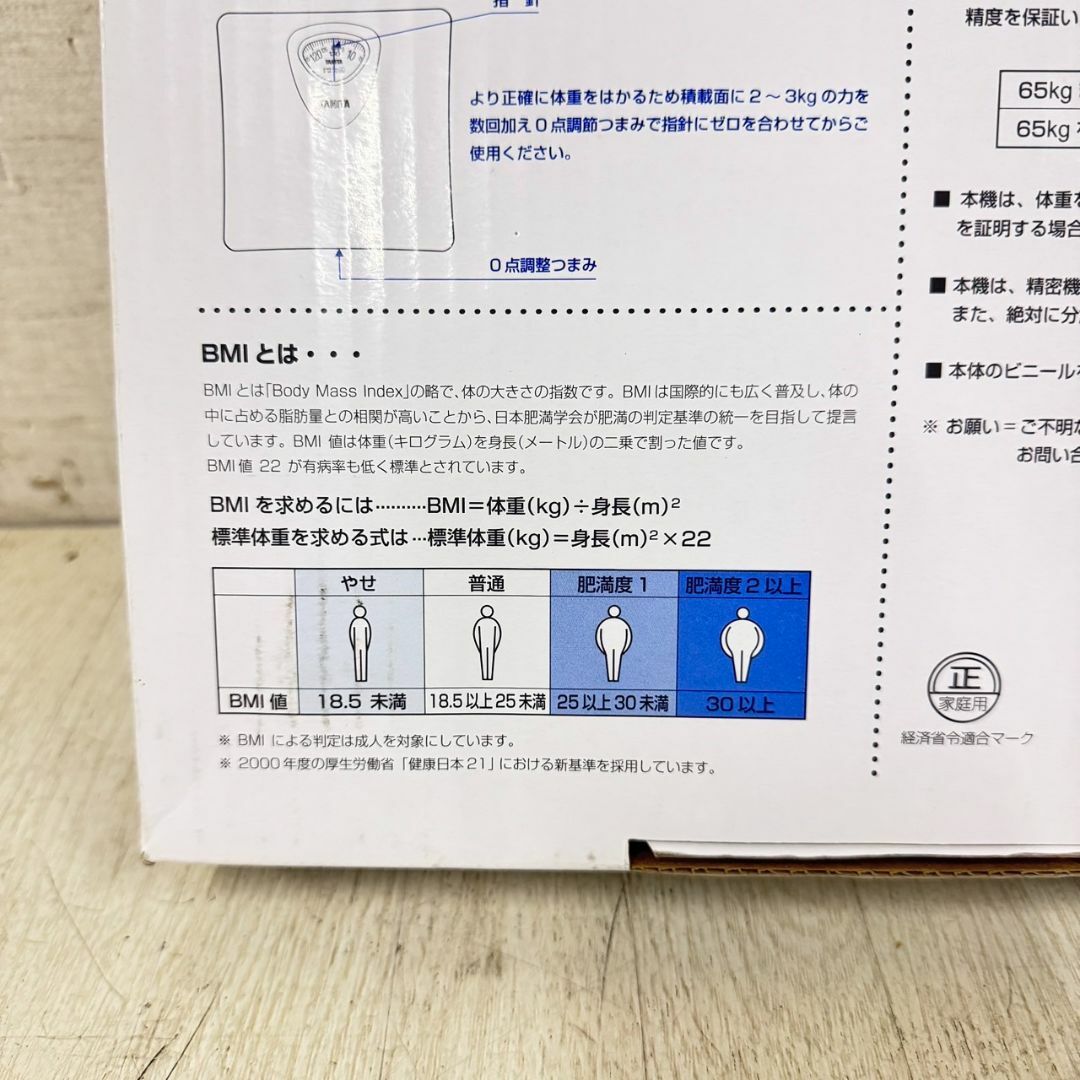 指 針
TANITA
より正確に体重をはかるため積載面に2〜3kgの力を
数回加え0点調節つまみで指針にゼロを合わせてからご
使用ください。
0点調整つまみ
BMIとは・・・
BMIとは「Body Mass Index」の略で、体の大きさの指数です。BMIは国際的にも広く普及し、体の
中に占める脂肪量との相関が高いことから、日本肥満学会が肥満の判定基準の統一を目指して提言
しています。BMI 値は体重(キログラム)を身長(メートル)の二乗で割った値です。
BMI値 22 が有病率も低く標準とされています。
BMIを求めるには‥‥‥‥‥BMI=体重(kg)÷身長(m)²
標準体重を求める式は‥‥標準体重(kg)=身長(m)²×22
やせ 普通 肥満度1 肥満度2以上
BMI値 18.5 未満 18.5以上25未満 25以上30未満 30以上
※ BMI による判定は成人を対象にしています。
※ 2000年度の厚生労働省「健康日本21」における新基準を採用しています。
精度を保証い
65kg
65kg
■ 本機は、体重を
を証明する場合
■ 本機は、精密機
また、絶対に分
■ 本体のビニールを
※ お願い=ご不明な
お問い合
正
家庭用
経済省令適合マーク